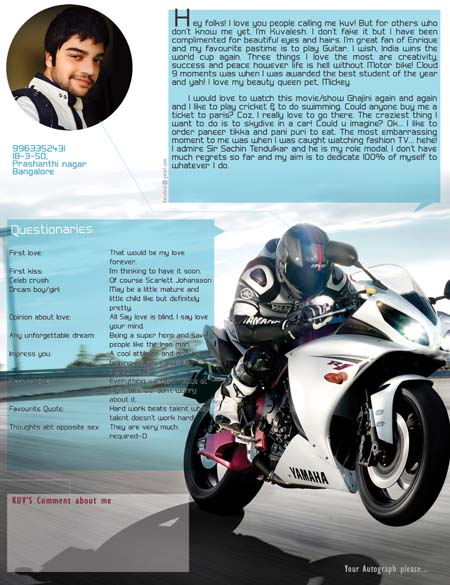 Hey folks! I love you people calling me kuv! But for others who
don't know me yet, I'm Kuvalesh. I don't fake it but I have been
complimented for beautiful eyes and hairs. I'm great fan of Enrique
and my favourite pastime is to play Guitar. I wish, India wins the
world cup again. Three things I love the most are creativity,
success and peace however life is hell without Motor bike! Cloud
9 moments was when I was awarded the best student of the year
and yah! I love my beauty queen pet, Mickey.
I would love to watch this movie/show Ghajini again and again
and I like to play cricket & to do swimming. Could anyone buy me a
ticket to paris? Coz, I really love to go there. The craziest thing I
want to do is to skydive in a car! Could u imagine? Ok... I like to
order paneer tikka and pani puri to eat. The most embarrassing
moment to me was when I was caught watching fashion TV... hehe!
I admire Sir Sachin Tendulkar and he is my role modal. I don't have
much regrets so far and my aim is to dedicate 100% of myself to
whatever I do.
9963352431
18-3-50,
Prashanthi nagar
Bangalore
Questionaries
First love: That would be my love
forever.
First kiss: I'm thinking to have it soon.
Celeb crush Of course Scarlett Johansson
Dream boy/girl: May be a little mature and
little child like but definitely
pretty.
Opinion about love: All Say love is blind, I say love
your mind.
Any unforgettable dream: Being a super hero and save
people like the iron man
Impress you: A cool attitude and
Everything
about it.
Favourite Quote: Hard work beats talent when
talent doesn't work hard
Thoughts abt opposite sex: They are very much
required=D
KUV'S Comment about me
YAMAHA
YAMAHA
Your Autograph please...